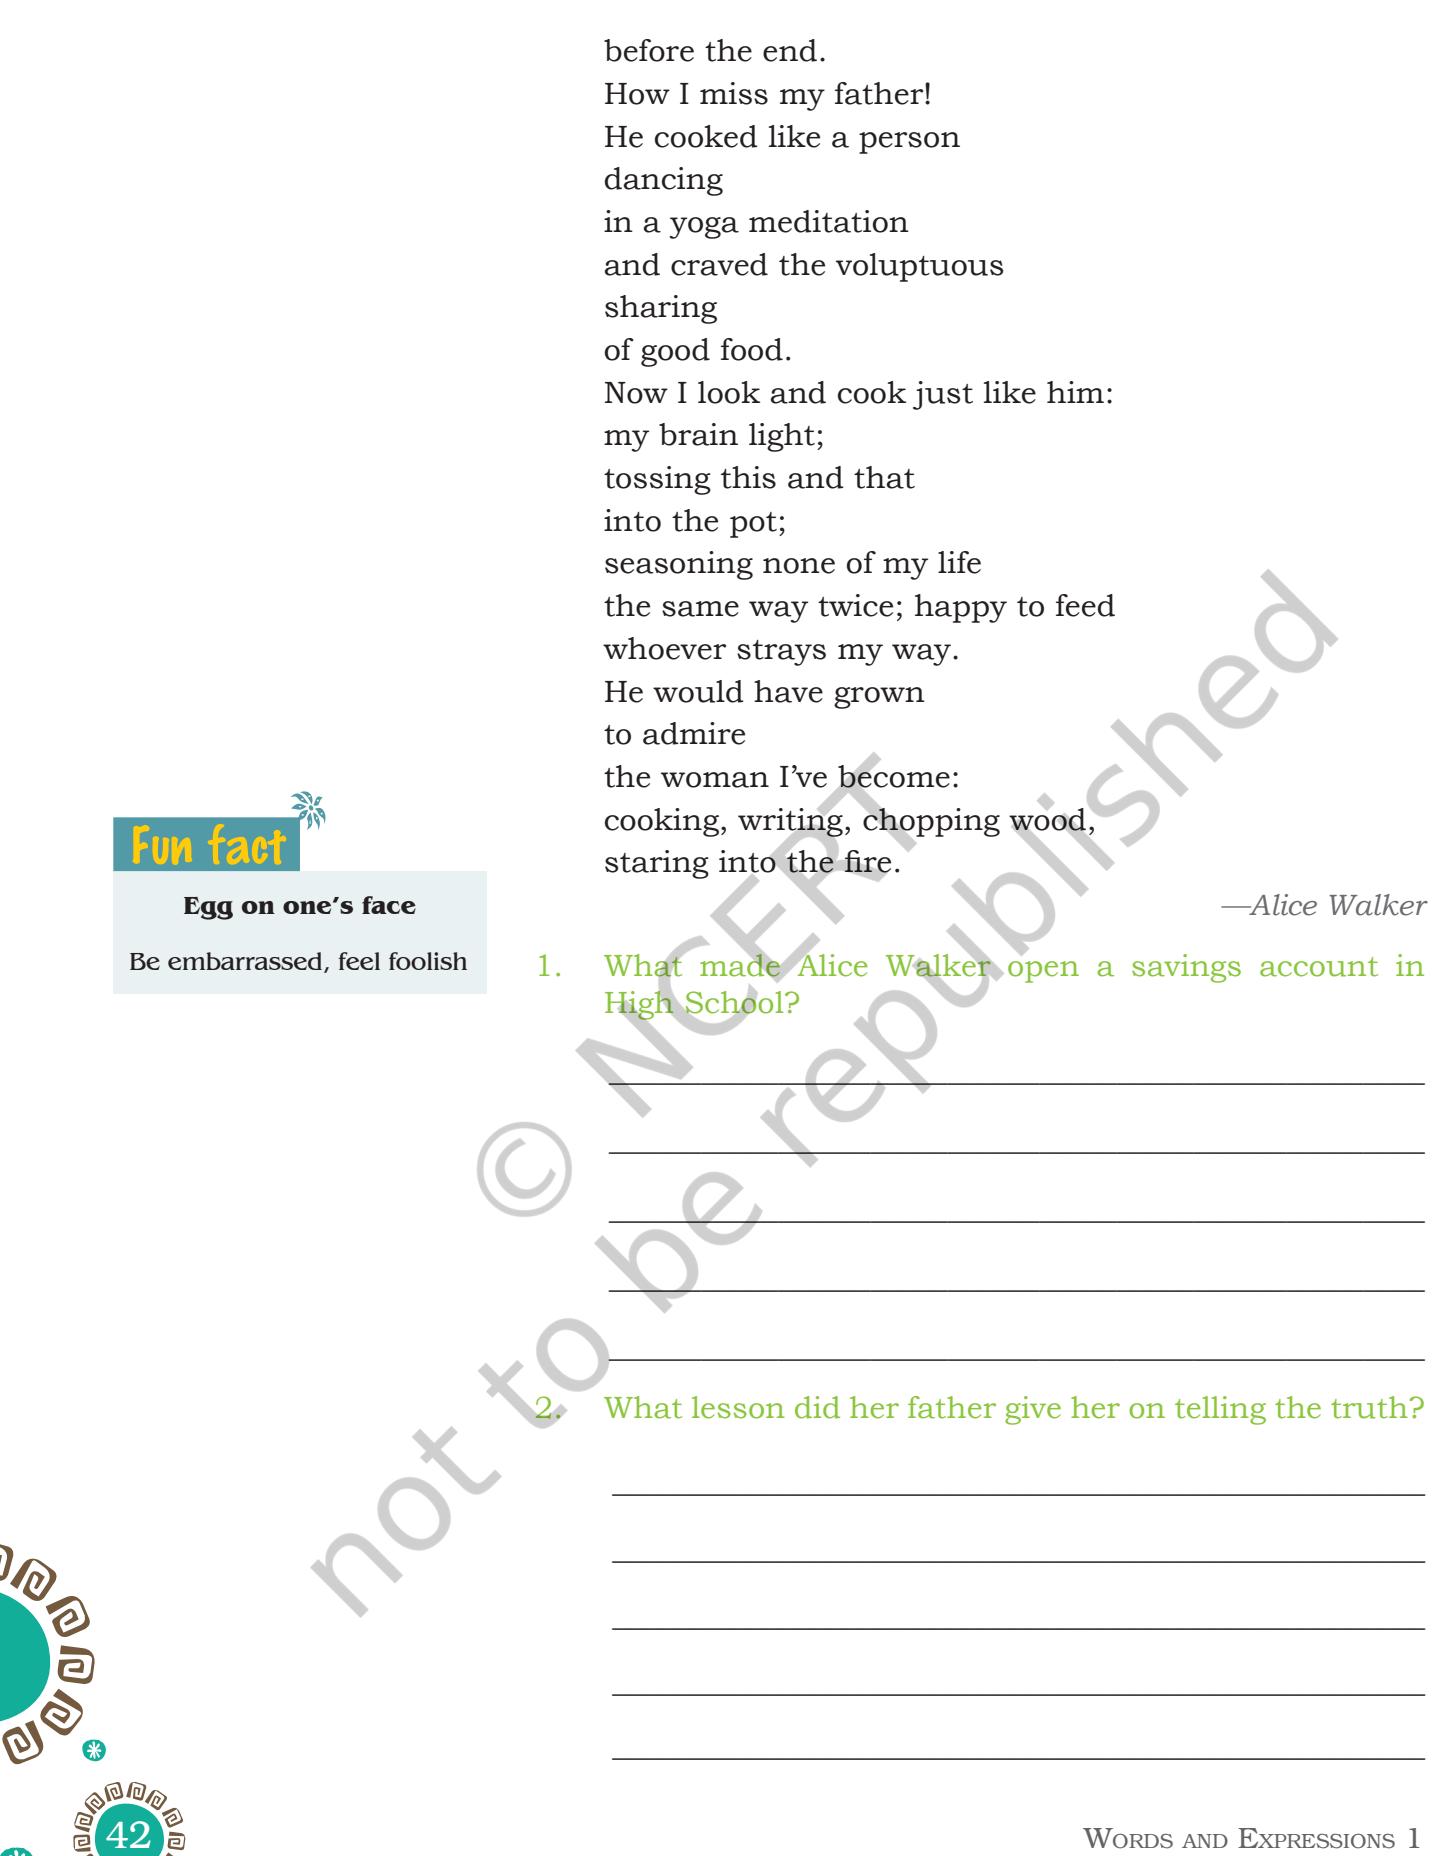 before the end.
How I miss my father!
He cooked like a person
dancing
in a yoga meditation
and craved the voluptuous
sharing
of good food.
Now I look and cook just like him:
my brain light;
tossing this and that
into the pot;
seasoning none of my life
the same way twice; happy to feed
whoever strays my way.
He would have grown
to admire
the woman I’ve become:
cooking, writing, chopping wood,
staring into the fire.
—Alice Walker
Fun fact
Egg on one’s face
Be embarrassed, feel foolish
1. What made Alice Walker open a savings account in
High School?
2. What lesson did her father give her on telling the truth?
© NCERT
not to be republished
42
WORDS AND EXPRESSIONS 1